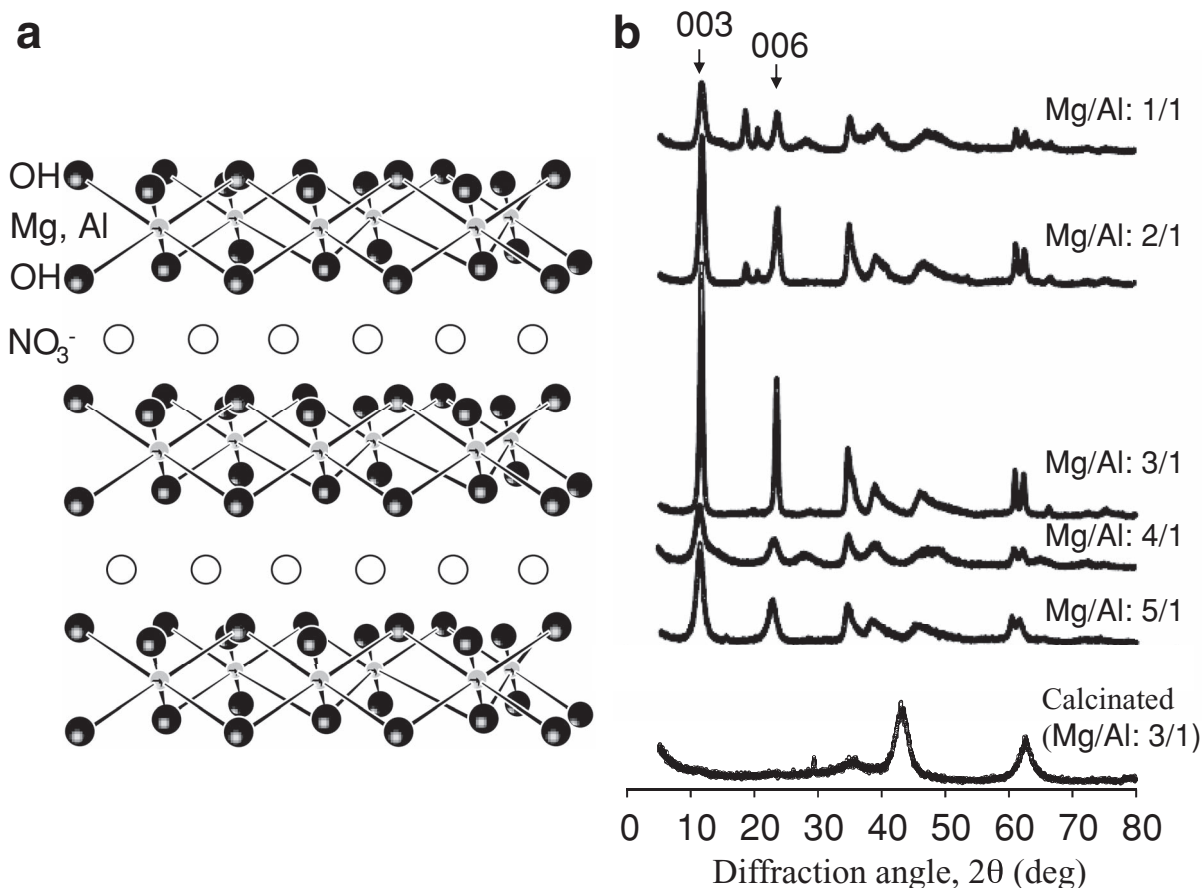 a
OH
Mg, Al
OH
NO₃⁻
b
003
006
Mg/Al: 1/1
Mg/Al: 2/1
Mg/Al: 3/1
Mg/Al: 4/1
Mg/Al: 5/1
Calcinated
(Mg/Al: 3/1)
0 10 20 30 40 50 60 70 80
Diffraction angle, 2θ (deg)